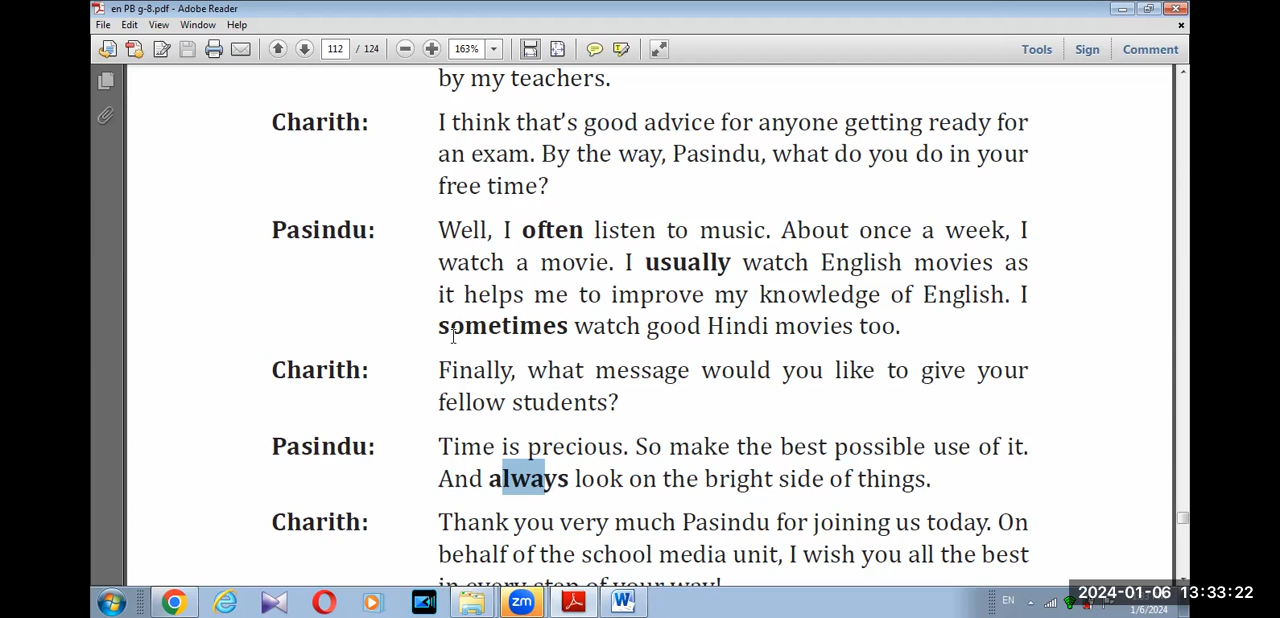 en PB g-8.pdf - Adobe Reader
File Edit View Window Help
112 / 124 163% Tools Sign Comment
by my teachers.
Charith: I think that's good advice for anyone getting ready for
an exam. By the way, Pasindu, what do you do in your
free time?
Pasindu: Well, I often listen to music. About once a week, I
watch a movie. I usually watch English movies as
it helps me to improve my knowledge of English. I
sometimes watch good Hindi movies too.
Charith: Finally, what message would you like to give your
fellow students?
Pasindu: Time is precious. So make the best possible use of it.
And always look on the bright side of things.
Charith: Thank you very much Pasindu for joining us today. On
behalf of the school media unit, I wish you all the best
in every step of your way!
zm W EN
2024-01-06 13:33:22
1/6/2024